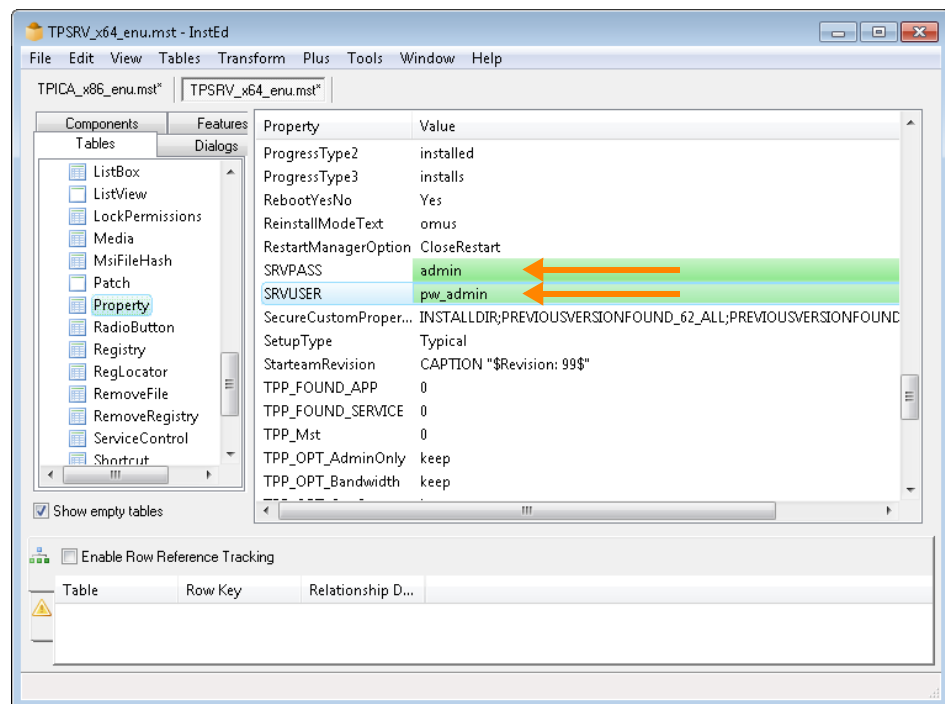 TPSRV_x64_enu.mst - InstEd
File Edit View Tables Transform Plus Tools Window Help
TPICA_x86_enu.mst* TPSRV_x64_enu.mst*
Components Features
Tables Dialogs
ListBox
ListView
LockPermissions
Media
MsiFileHash
Patch
Property
RadioButton
Registry
RegLocator
RemoveFile
RemoveRegistry
ServiceControl
Shortcut
Show empty tables
Property Value
ProgressType2 installed
ProgressType3 installs
RebootYesNo Yes
ReinstallModeText omus
RestartManagerOption CloseRestart
SRVPASS admin
SRVUSER pw_admin
SecureCustomProper... INSTALLDIR;PREVIOUSVERSIONFOUND_62_ALL;PREVIOUSVERSIONFOUND
SetupType Typical
StarteamRevision CAPTION "$Revision: 99$"
TPP_FOUND_APP 0
TPP_FOUND_SERVICE 0
TPP_Mst 0
TPP_OPT_AdminOnly keep
TPP_OPT_Bandwidth keep
Enable Row Reference Tracking
Table Row Key Relationship D...